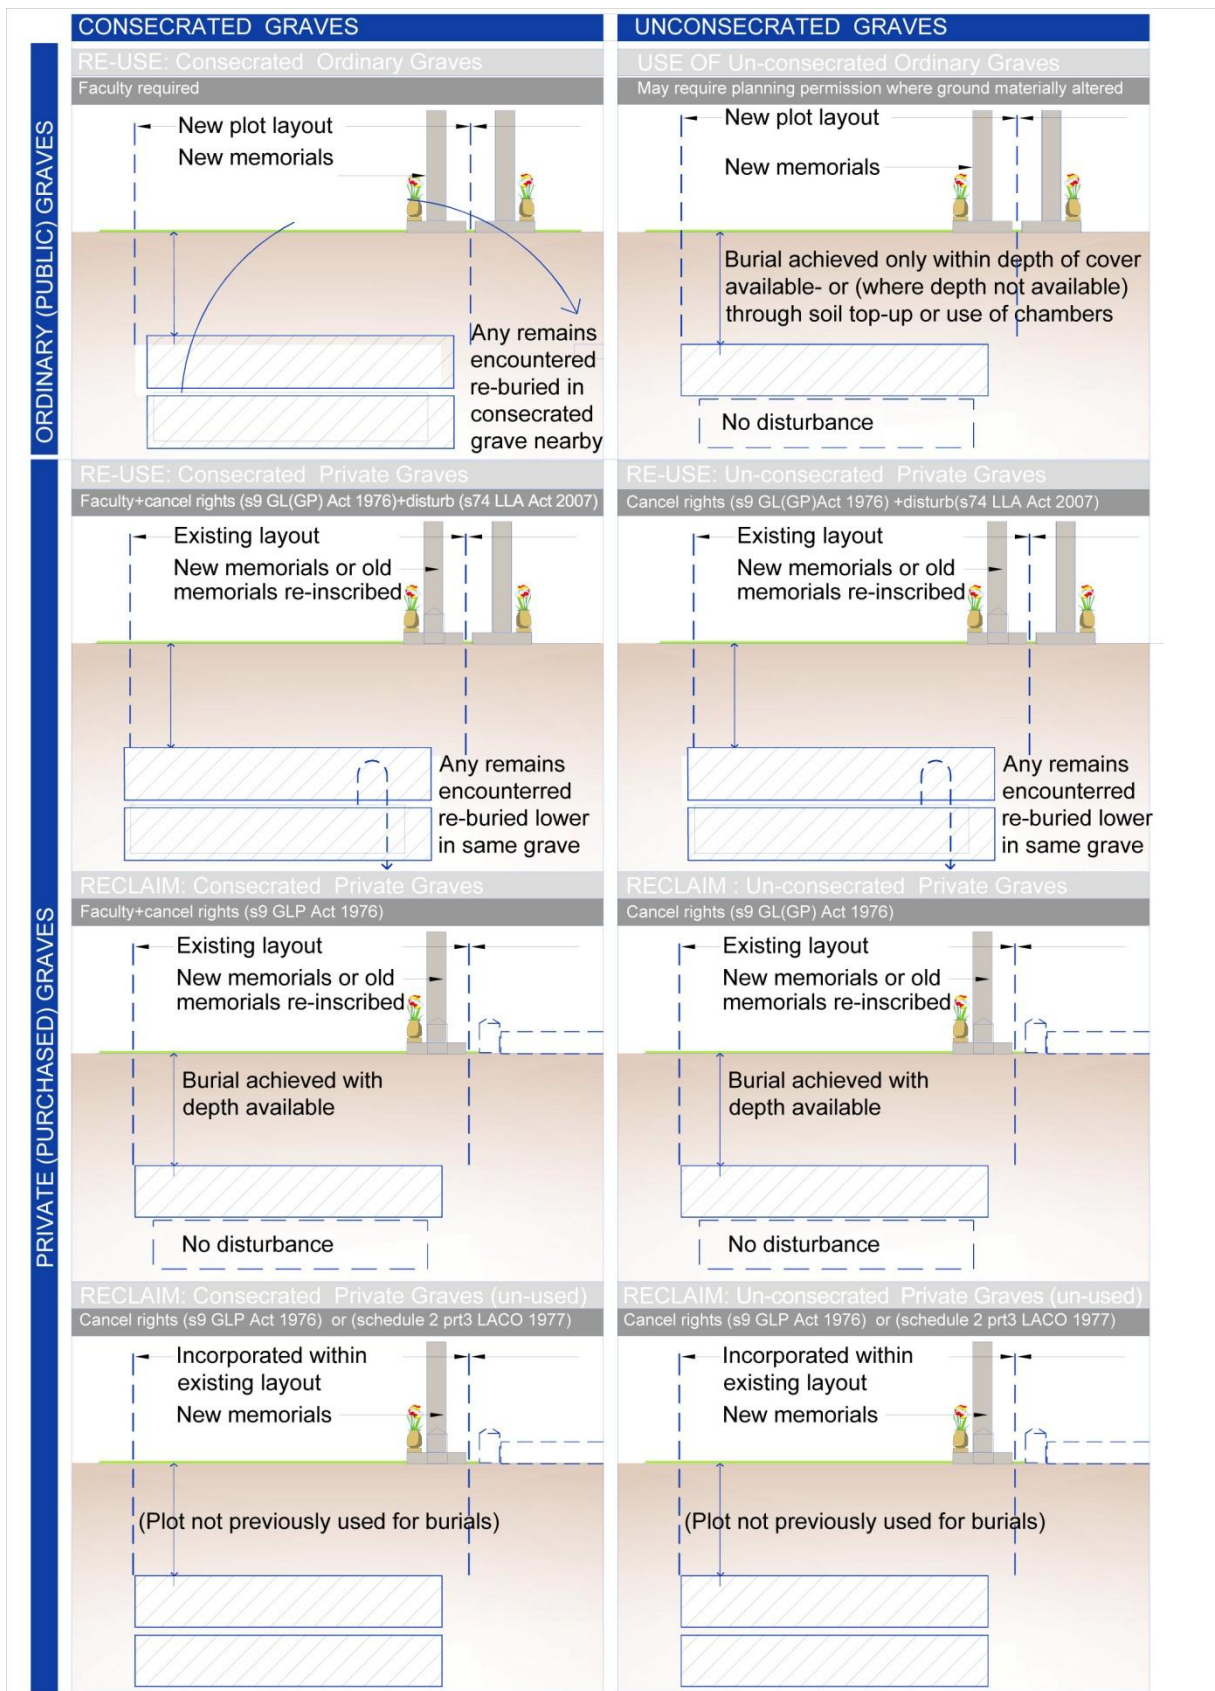 CONSECRATED GRAVES
UNCONSECRATED GRAVES
ORDINARY (PUBLIC) GRAVES
RE-USE: Consecrated Ordinary Graves
Faculty required
New plot layout
New memorials
Any remains
encountered
re-buried in
consecrated
grave nearby
USE OF Un-consecrated Ordinary Graves
May require planning permission where ground materially altered
New plot layout
New memorials
Burial achieved only within depth of cover
available- or (where depth not available)
through soil top-up or use of chambers
No disturbance
PRIVATE (PURCHASED) GRAVES
RE-USE: Consecrated Private Graves
Faculty+cancel rights (s9 GL(GP) Act 1976)+disturb (s74 LLA Act 2007)
Existing layout
New memorials or old
memorials re-inscribed
Any remains
encounterred
re-buried lower
in same grave
RE-USE: Un-consecrated Private Graves
Cancel rights (s9 GL(GP)Act 1976) +disturb(s74 LLA Act 2007)
Existing layout
New memorials or old
memorials re-inscribed
Any remains
encountered
re-buried lower
in same grave
RECLAIM: Consecrated Private Graves
Faculty+cancel rights (s9 GLP Act 1976)
Existing layout
New memorials or old
memorials re-inscribed
Burial achieved with
depth available
No disturbance
RECLAIM : Un-consecrated Private Graves
Cancel rights (s9 GL(GP) Act 1976)
Existing layout
New memorials or old
memorials re-inscribed
Burial achieved with
depth available
No disturbance
RECLAIM: Consecrated Private Graves (un-used)
Cancel rights (s9 GLP Act 1976) or (schedule 2 prt3 LACO 1977)
Incorporated within
existing layout
New memorials
(Plot not previously used for burials)
RECLAIM: Un-consecrated Private Graves (un-used)
Cancel rights (s9 GLP Act 1976) or (schedule 2 prt3 LACO 1977)
Incorporated within
existing layout
New memorials
(Plot not previously used for burials)